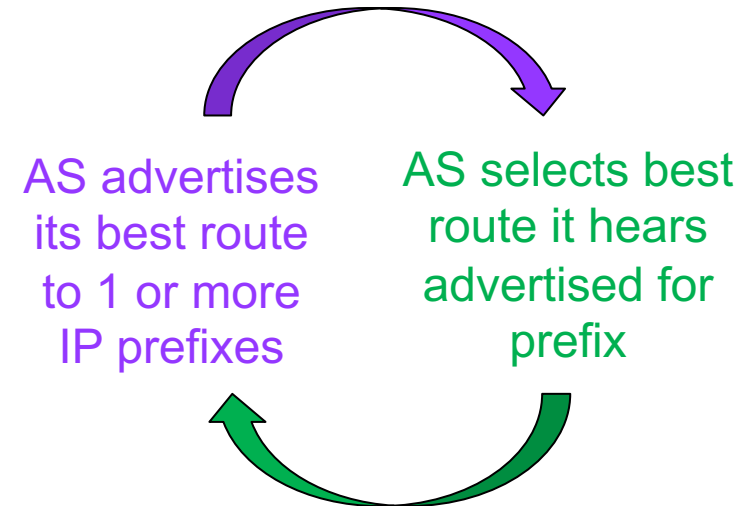 AS advertises
its best route
to 1 or more
IP prefixes
AS selects best
route it hears
advertised for
prefix